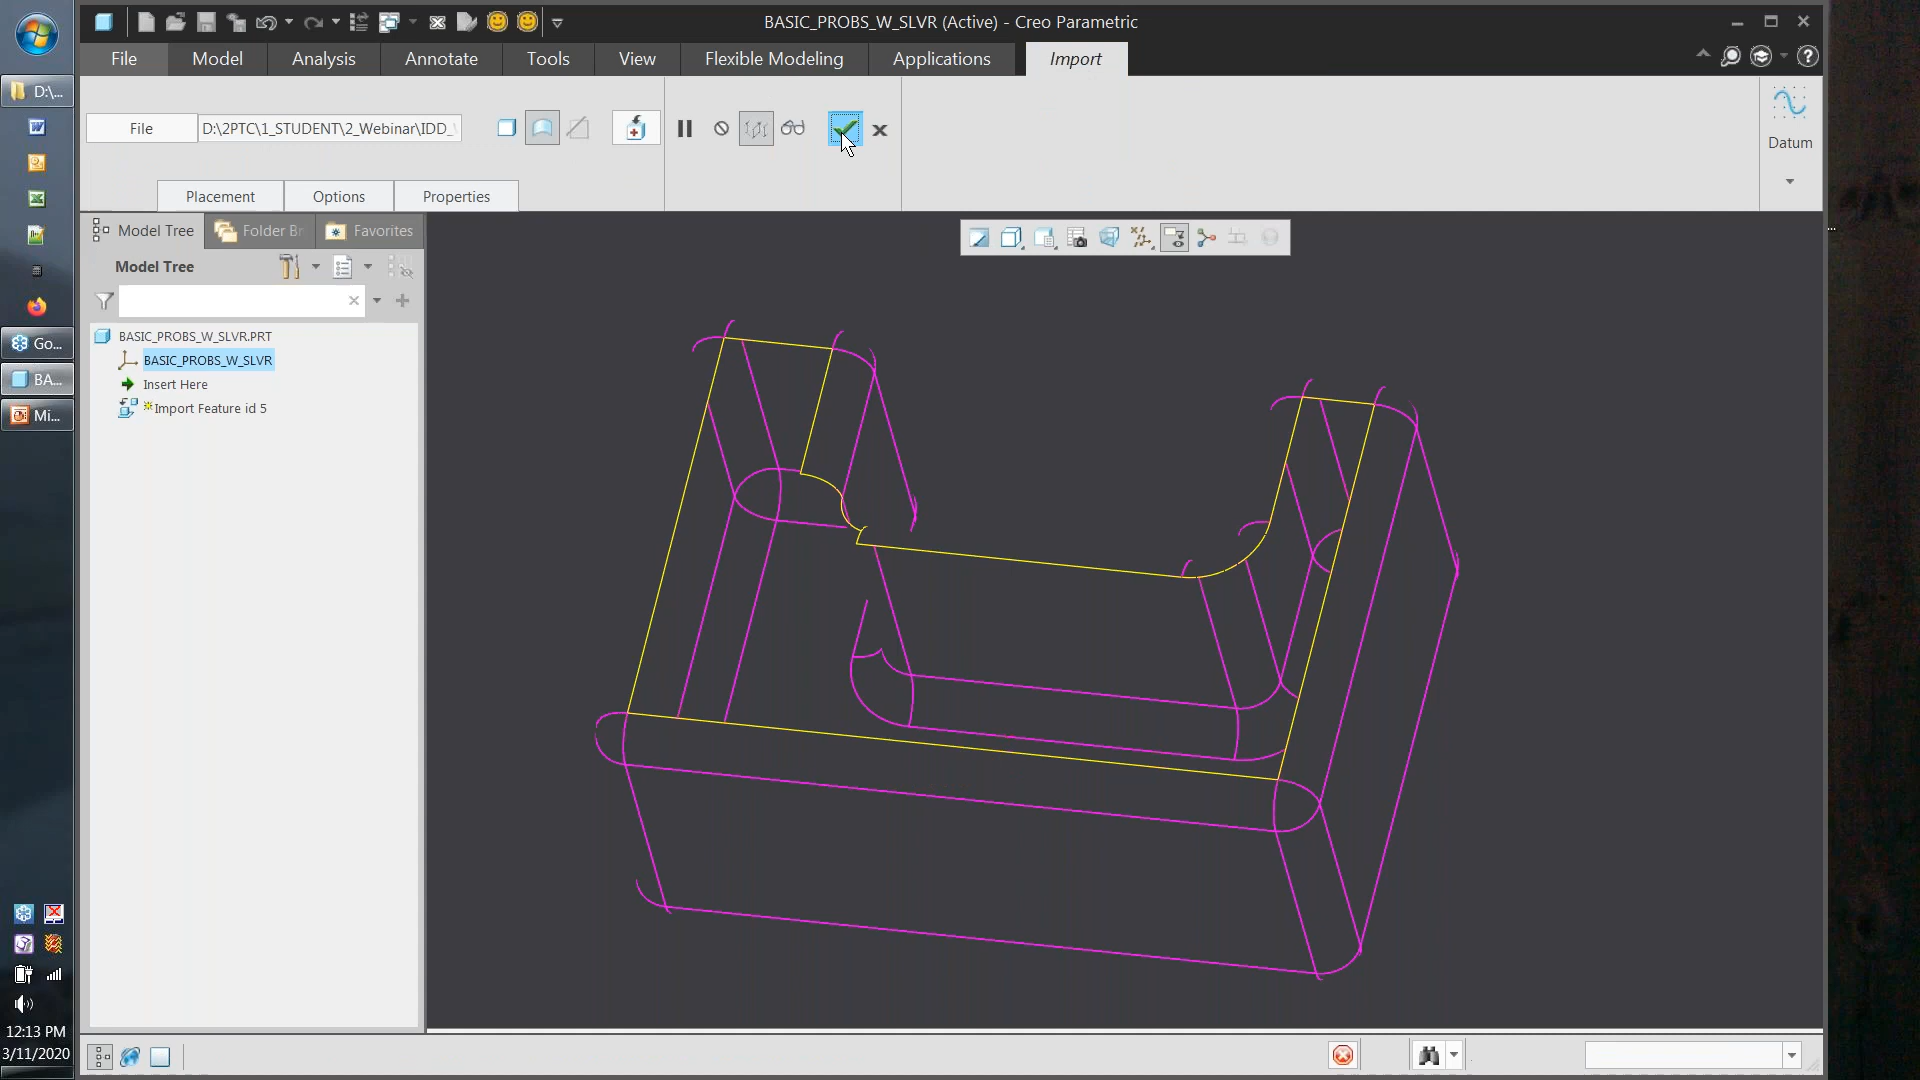 BASIC_PROBS_W_SLVR (Active) - Creo Parametric
File Model Analysis Annotate Tools View Flexible Modeling Applications Import
D:\...
File D:\2PTC\1_STUDENT\2_Webinar\IDD_
Datum
Placement Options Properties
Model Tree Folder Br Favorites
Model Tree
Go...
BASIC_PROBS_W_SLVR.PRT
BASIC_PROBS_W_SLVR
BA...
Insert Here
Import Feature id 5
Mi...
12:13 PM
3/11/2020